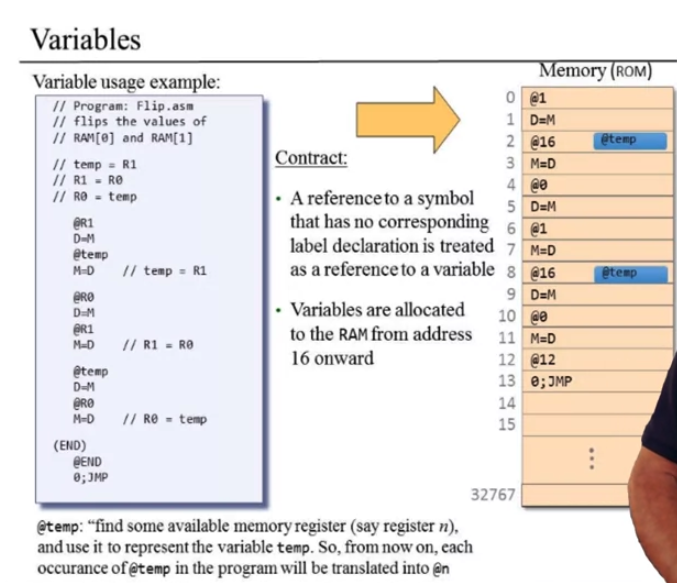 Variables
Variable usage example:
// Program: Flip.asm
// flips the values of
// RAM[0] and RAM[1]
// temp = R1
// R1 = R0
// R0 = temp
@R1
D=M
@temp
M=D // temp = R1
@R0
D=M
@R1
M=D // R1 = R0
@temp
D=M
@R0
M=D // R0 = temp
(END)
@END
0;JMP
Contract:
• A reference to a symbol
that has no corresponding
label declaration is treated
as a reference to a variable
• Variables are allocated
to the RAM from address
16 onward
Memory (ROM)
0 @1
1 D=M
2 @16 @temp
3 M=D
4 @0
5 D=M
6 @1
7 M=D
8 @16 @temp
9 D=M
10 @0
11 M=D
12 @12
13 0;JMP
14
15
32767
@temp: “find some available memory register (say register n),
and use it to represent the variable temp. So, from now on, each
occurance of @temp in the program will be translated into @n